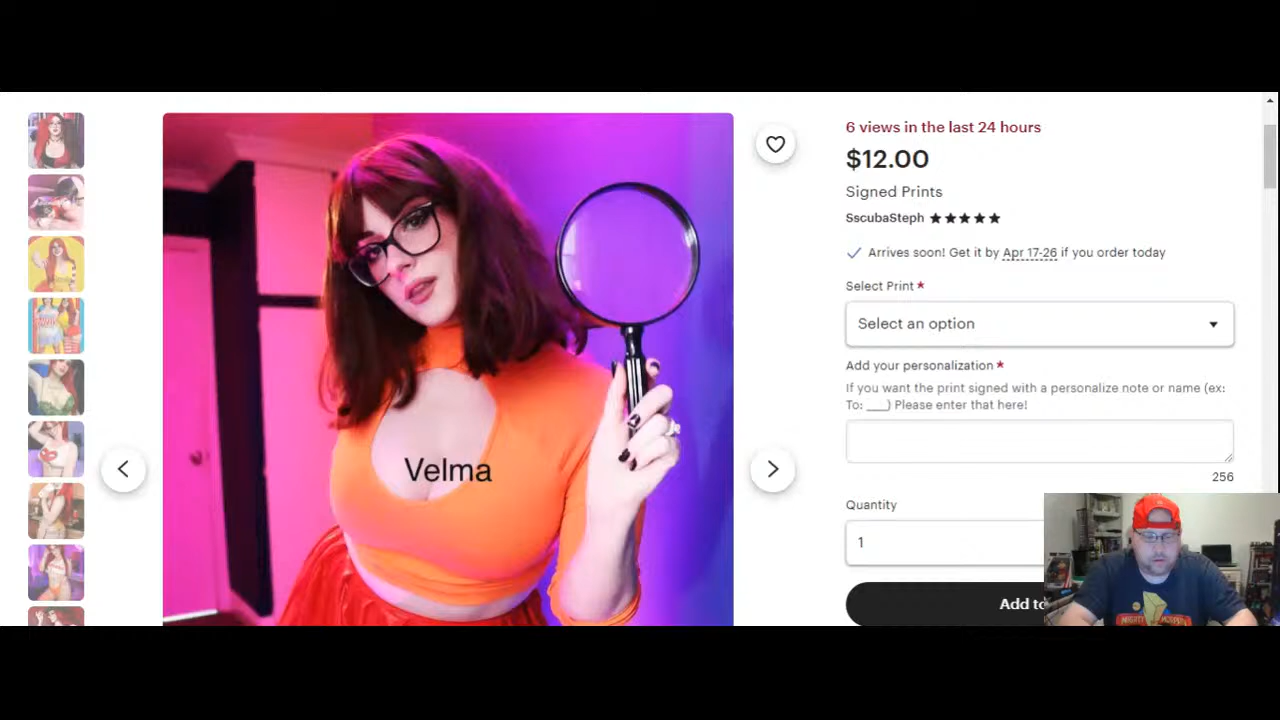 6 views in the last 24 hours
$12.00
Signed Prints
SscubaSteph ★★★★★
Arrives soon! Get it by Apr 17-26 if you order today
Select Print *
Select an option
Add your personalization *
If you want the print signed with a personalize note or name (ex:
To: ___) Please enter that here!
Velma
256
Quantity
1
Add to